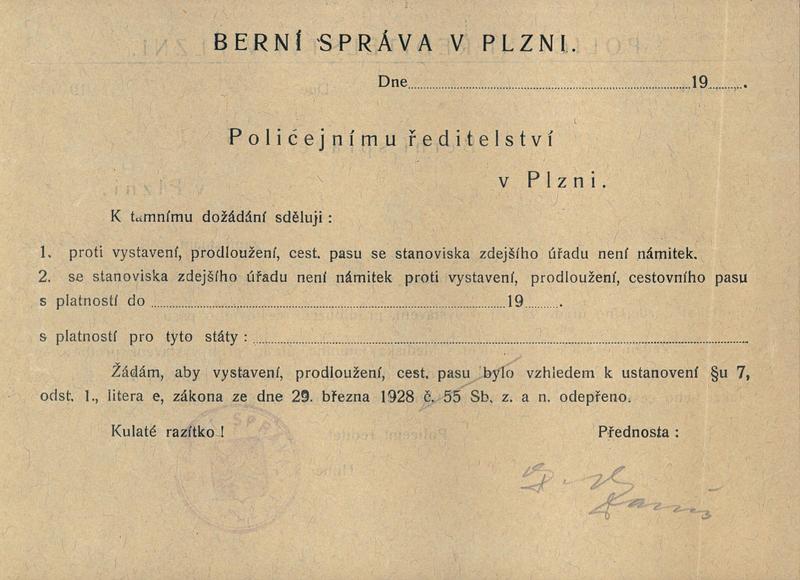 BERNÍ SPRÁVA V PLZNI.
Dne 19 .
Policejnímu ředitelství
v Plzni.
K tamnímu dožádání sděluji :
1. proti vystavení, prodloužení, cest. pasu se stanoviska zdejšího úřadu není námitek.
2. se stanoviska zdejšího úřadu není námitek proti vystavení, prodloužení, cestovního pasu
s platností do 19 .
s platností pro tyto státy :
Žádám, aby vystavení, prodloužení, cest. pasu bylo vzhledem k ustanovení §u 7,
odst. 1., litera e, zákona ze dne 29. března 1928 č. 55 Sb. z. a n. odepřeno.
Kulaté razítko ! Přednosta :
SPRÁVA